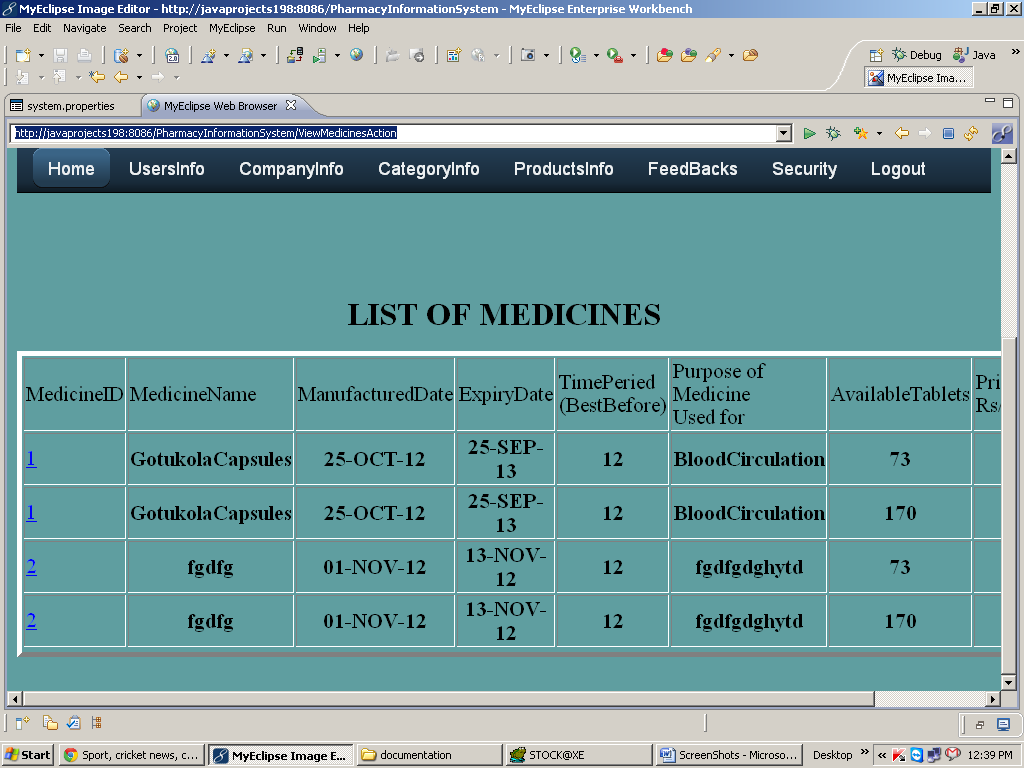 MyEclipse Image Editor - http://javaprojects198:8086/PharmacyInformationSystem - MyEclipse Enterprise Workbench
File Edit Navigate Search Project MyEclipse Run Window Help
2.0
Debug Java »
MyEclipse Ima...
system.properties MyEclipse Web Browser
http://javaprojects198:8086/PharmacyInformationSystem/ViewMedicinesAction
Home UsersInfo CompanyInfo CategoryInfo ProductsInfo FeedBacks Security Logout
LIST OF MEDICINES
MedicineID MedicineName ManufacturedDate ExpiryDate TimePeried (BestBefore) Purpose of Medicine Used for AvailableTablets Pri Rs/
1 GotukolaCapsules 25-OCT-12 25-SEP-13 12 BloodCirculation 73
1 GotukolaCapsules 25-OCT-12 25-SEP-13 12 BloodCirculation 170
2 fgdfg 01-NOV-12 13-NOV-12 12 fgdfgdghytd 73
2 fgdfg 01-NOV-12 13-NOV-12 12 fgdfgdghytd 170
Start Sport, cricket news, c... MyEclipse Image E... documentation STOCK@XE ScreenShots - Microso... Desktop » « 12:39 PM